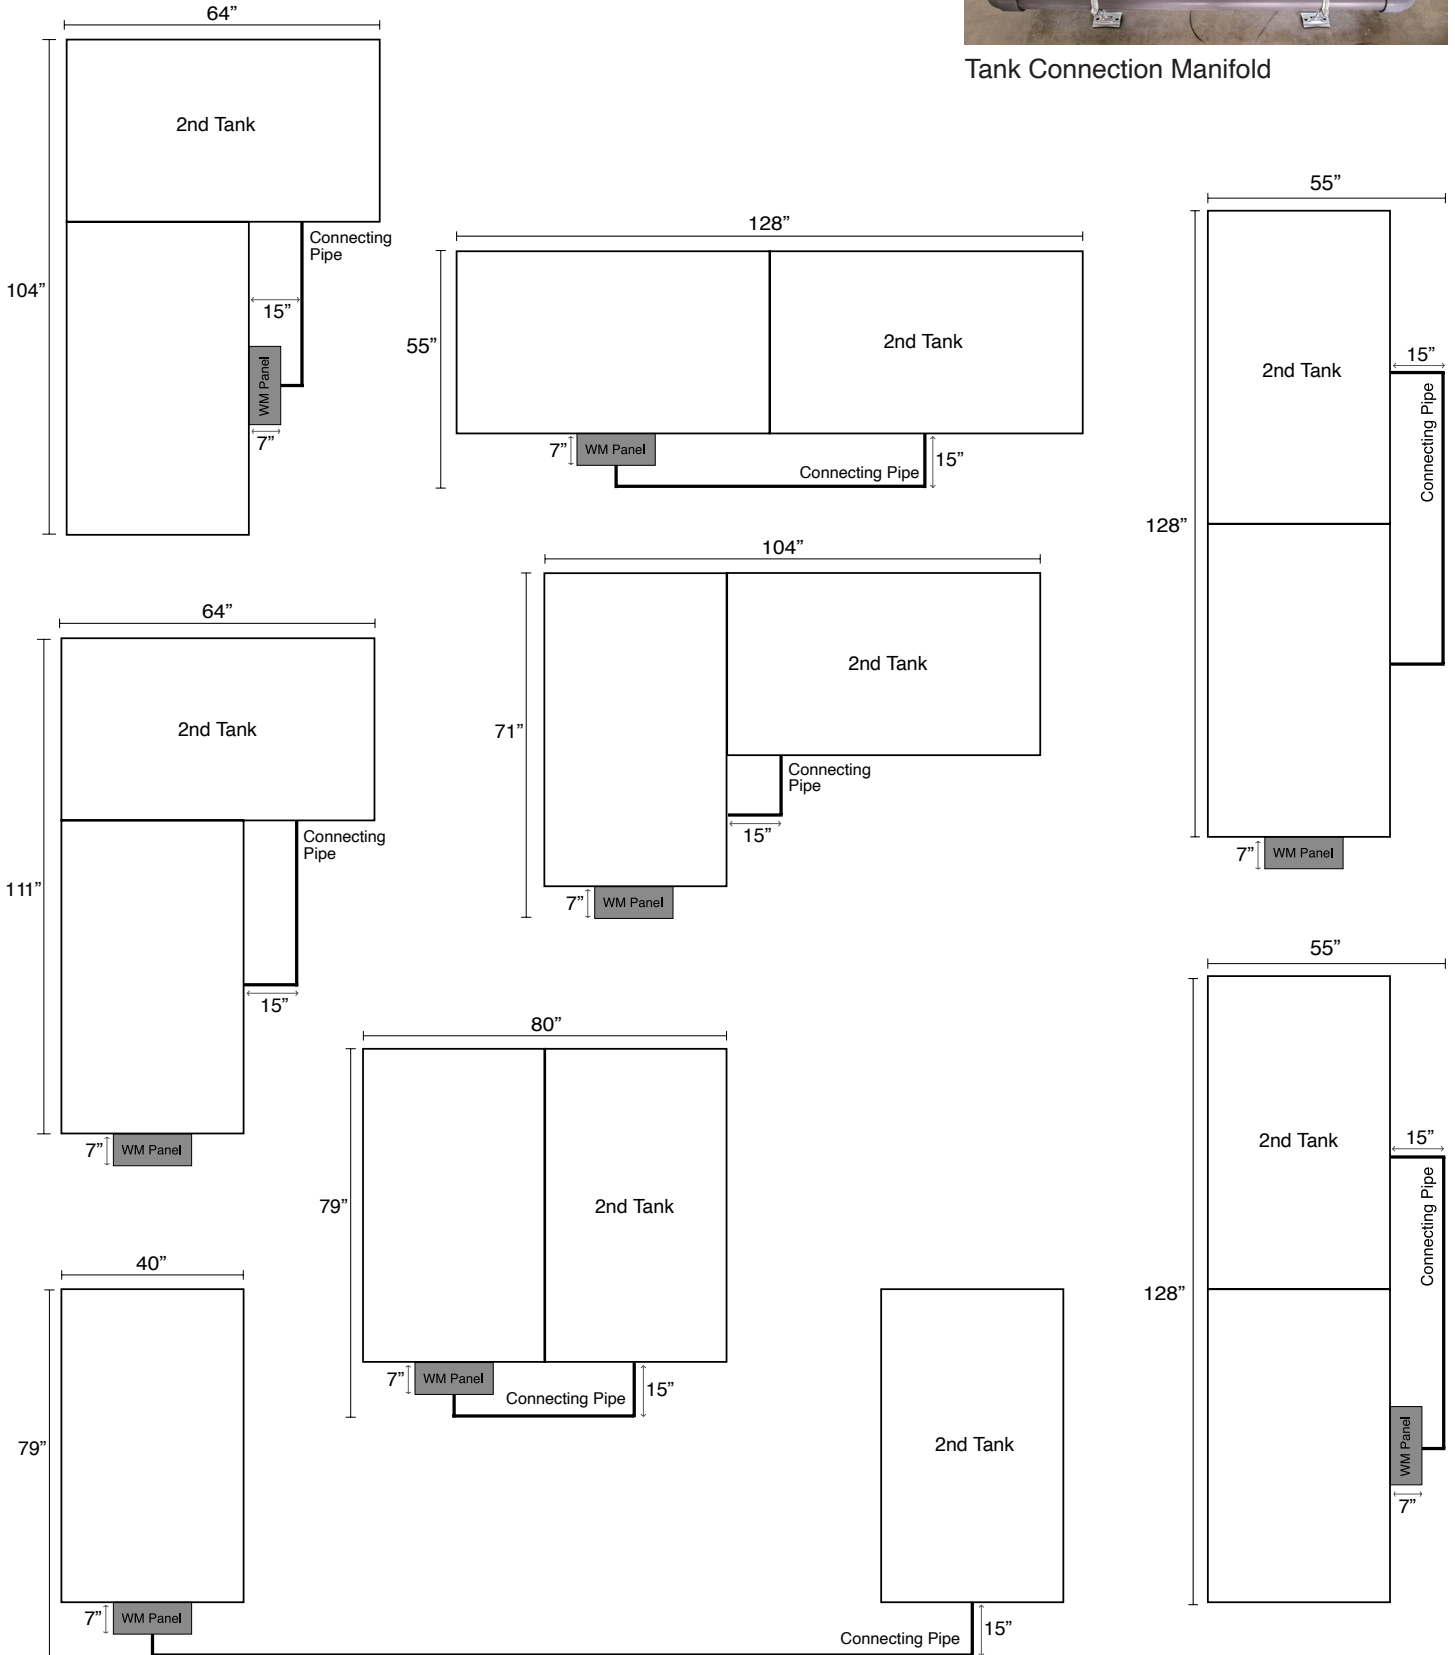 64”
Tank Connection Manifold
2nd Tank
Connecting
Pipe
104”
15”
WM Panel
7”
128”
55”
2nd Tank
7”
WM Panel
Connecting Pipe
15”
55”
2nd Tank
15”
Connecting Pipe
128”
7”
WM Panel
104”
71”
2nd Tank
Connecting
Pipe
15”
7”
WM Panel
64”
2nd Tank
Connecting
Pipe
111”
15”
7”
WM Panel
80”
79”
2nd Tank
7”
WM Panel
Connecting Pipe
15”
55”
2nd Tank
15”
Connecting Pipe
128”
WM Panel
7”
40”
79”
2nd Tank
7”
WM Panel
Connecting Pipe
15”